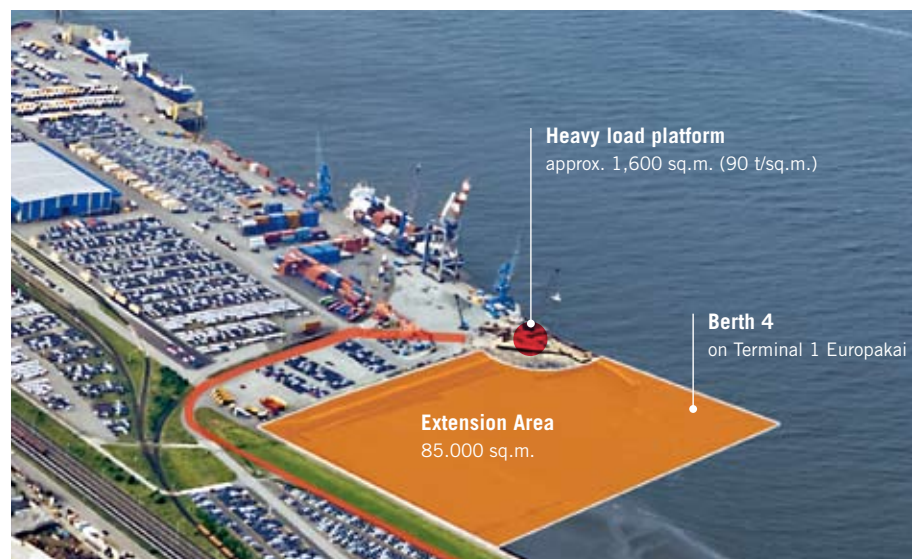 Heavy load platform
approx. 1,600 sq.m. (90 t/sq.m.)
Berth 4
on Terminal 1 Europakai
Extension Area
85.000 sq.m.